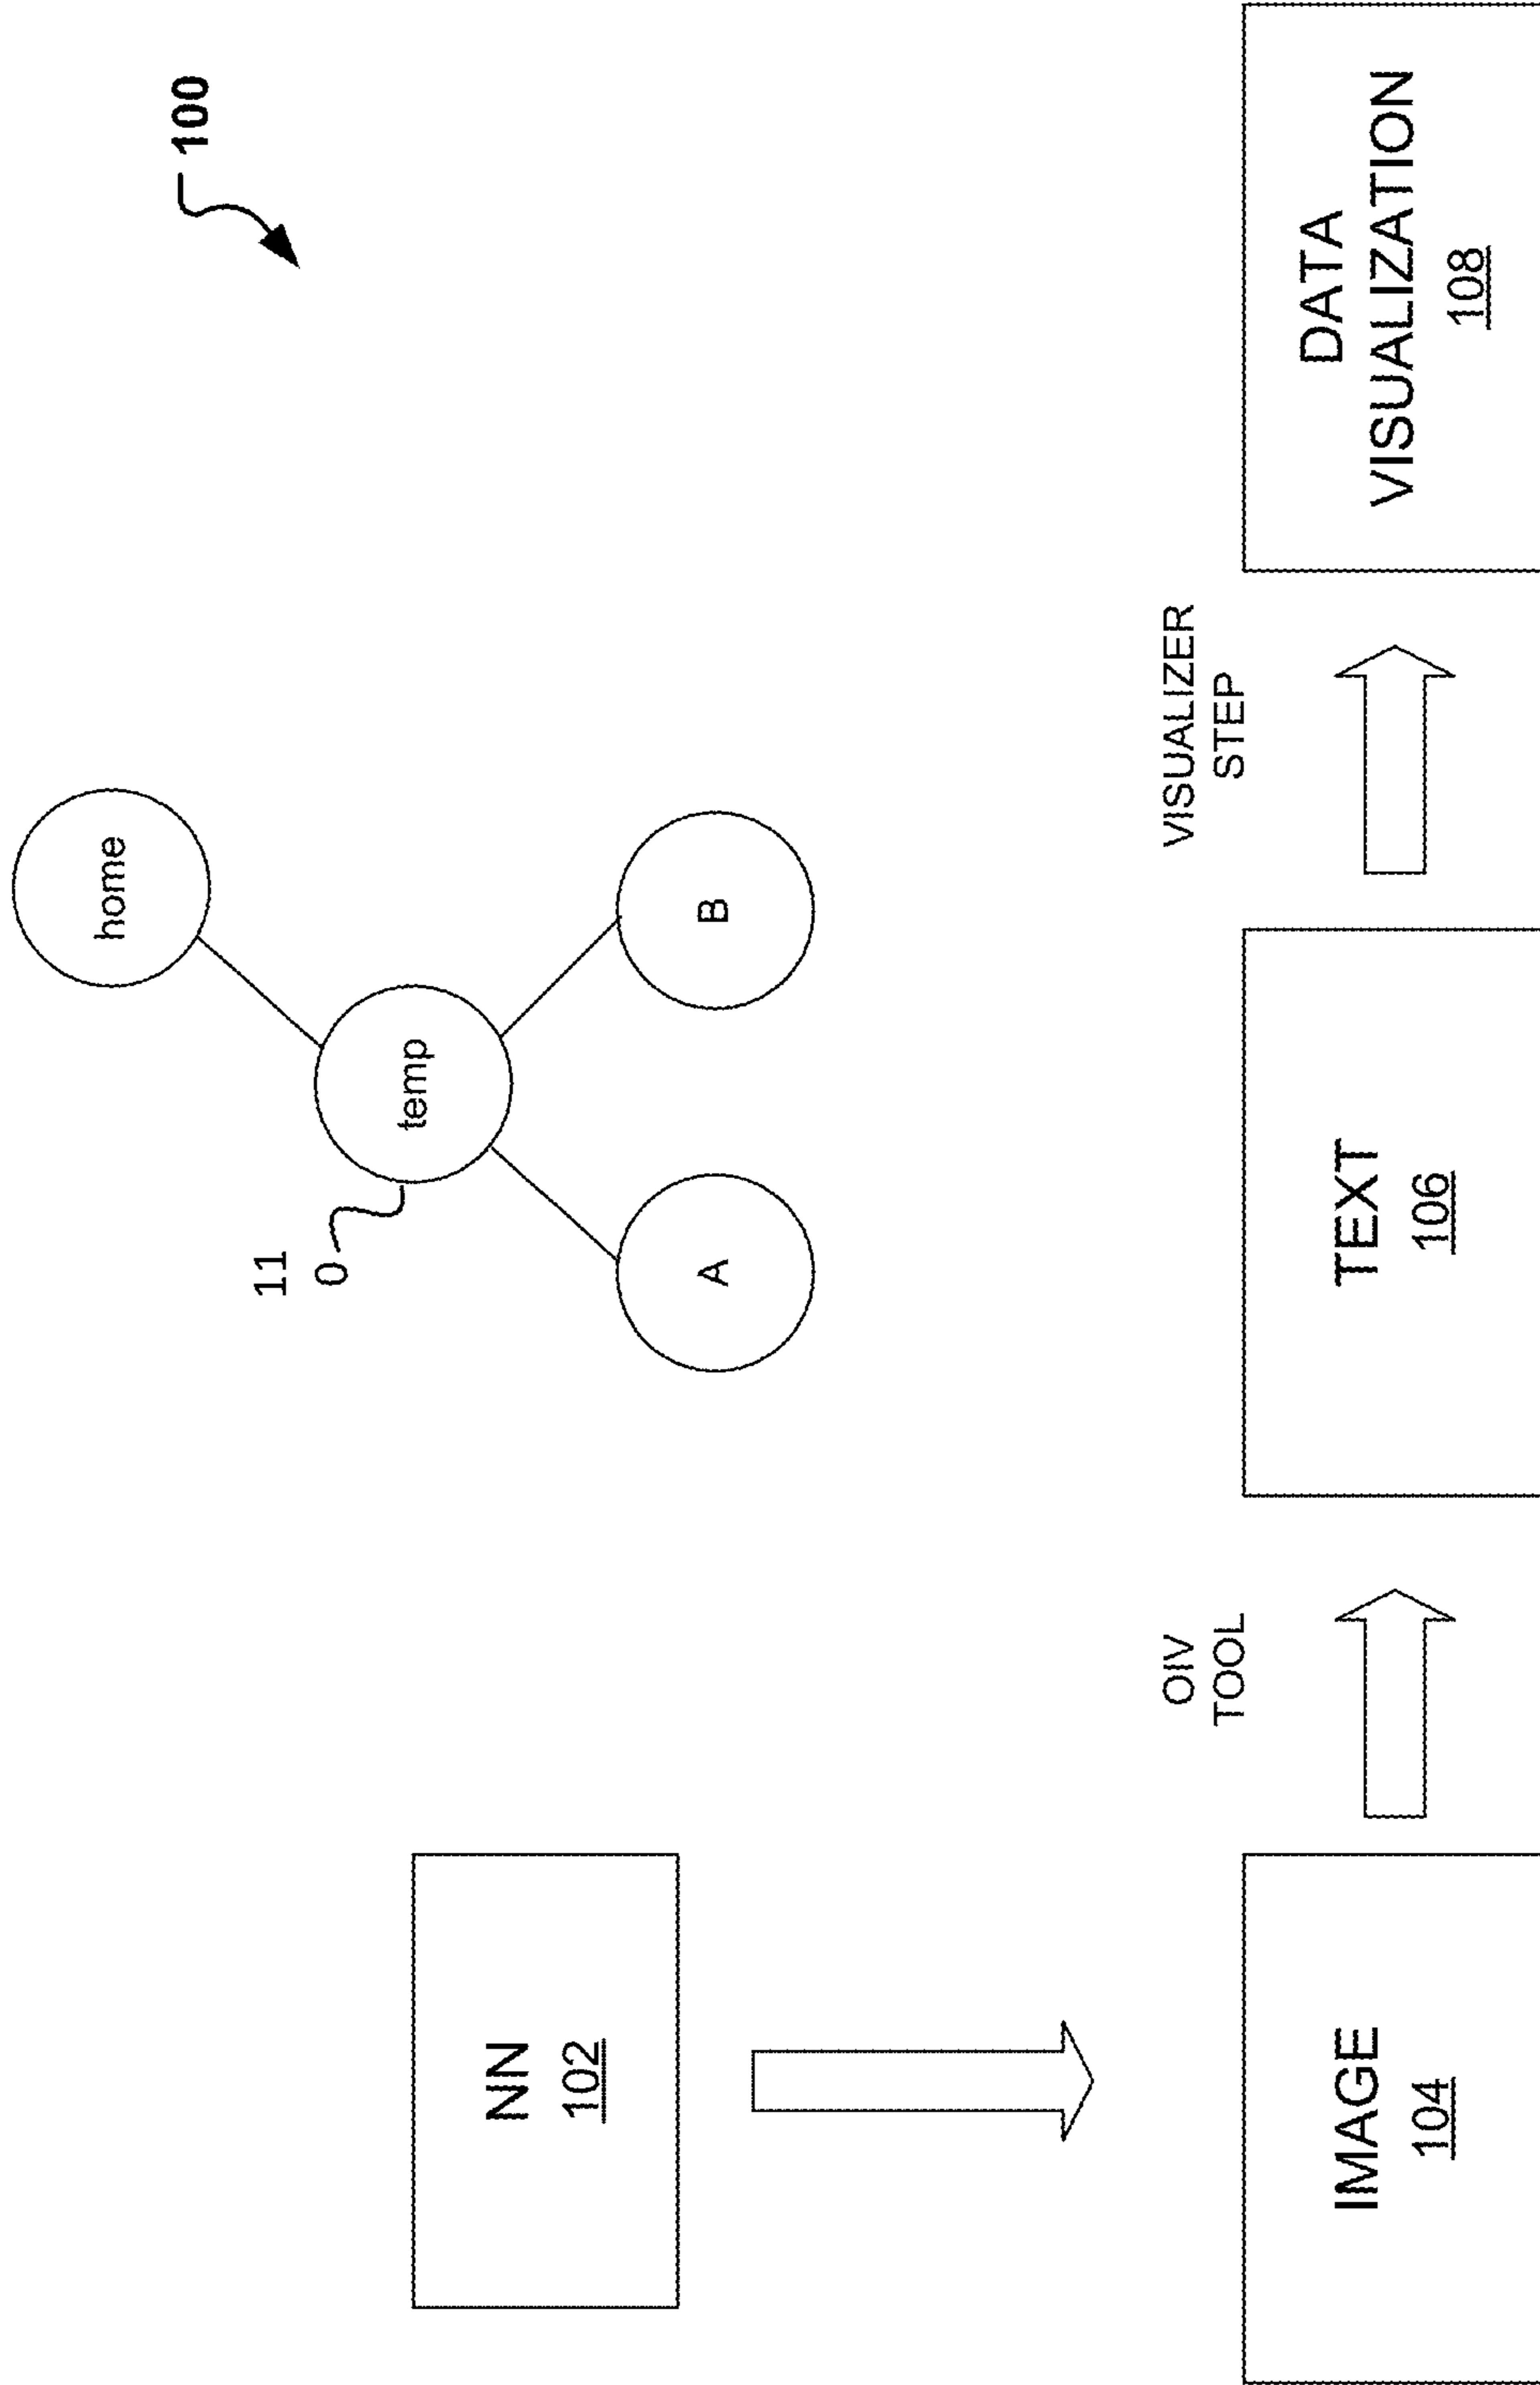 100
home
temp
11
0
A
B
NN
102
OIV
TOOL
VISUALIZER
STEP
IMAGE
104
TEXT
106
DATA
VISUALIZATION
108